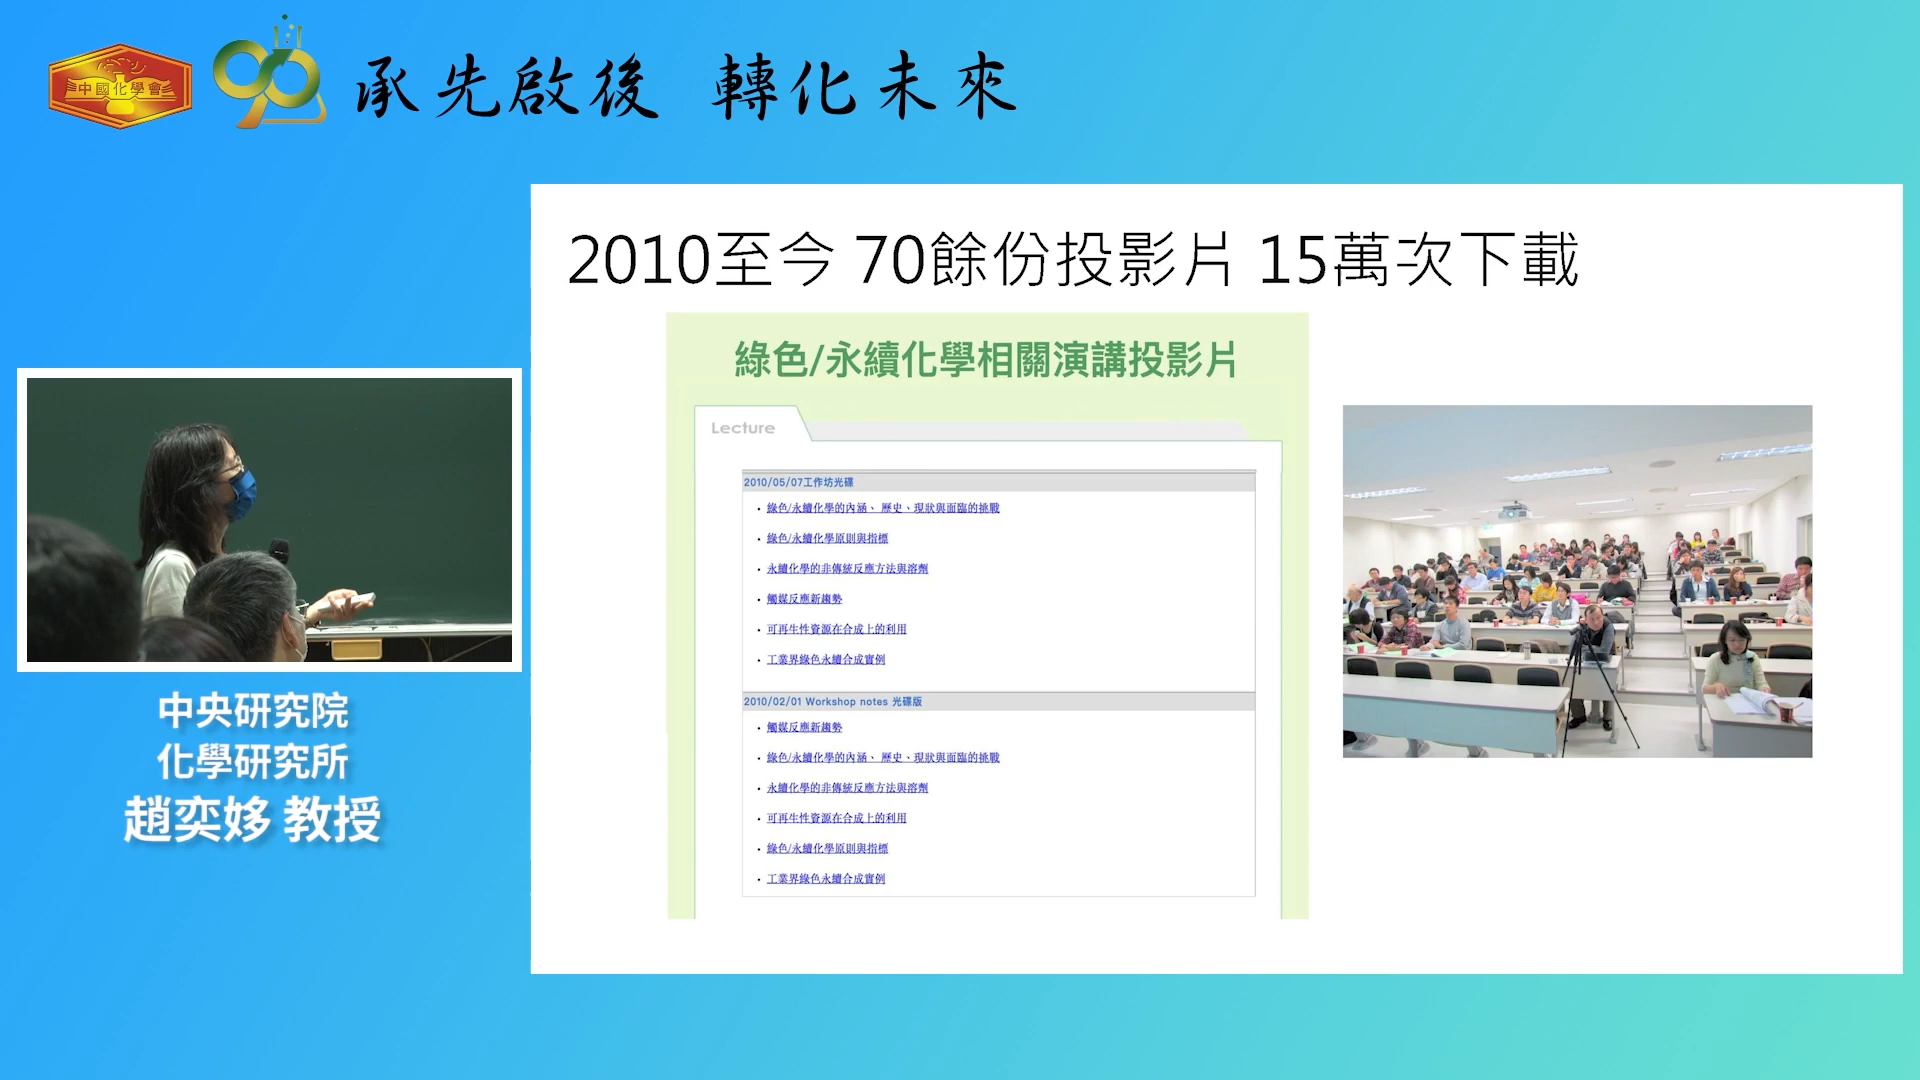 中國化學會
90
承先啟後 轉化未來
2010至今 70餘份投影片 15萬次下載
綠色/永續化學相關演講投影片
Lecture
2010/05/07工作坊光碟
綠色/永續化學的內涵、 歷史、現狀與面臨的挑戰
綠色/永續化學原則與指標
永續化學的非傳統反應方法與溶劑
觸媒反應新趨勢
可再生性資源在合成上的利用
工業界綠色永續合成實例
2010/02/01 Workshop notes 光碟版
觸媒反應新趨勢
綠色/永續化學的內涵、 歷史、現狀與面臨的挑戰
永續化學的非傳統反應方法與溶劑
可再生性資源在合成上的利用
綠色/永續化學原則與指標
工業界綠色永續合成實例
中央研究院
化學研究所
趙奕姼 教授